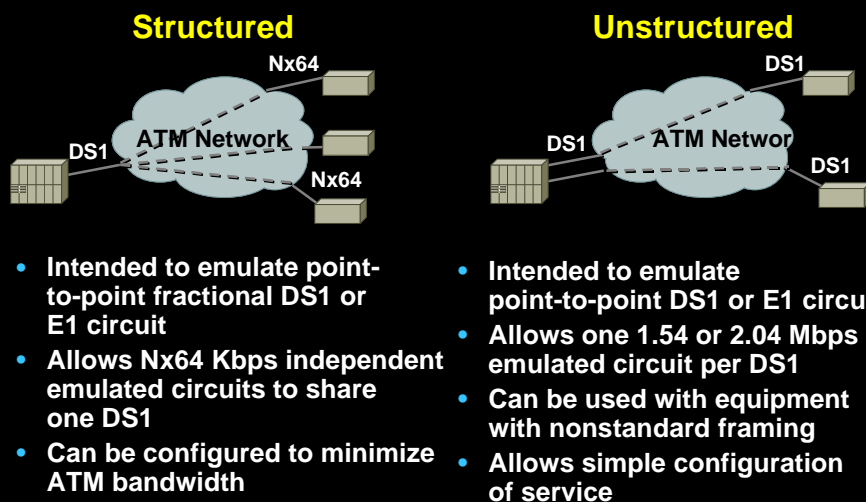 Structured
Nx64
ATM Network
DS1
Nx64
• Intended to emulate point-
to-point fractional DS1 or
E1 circuit
• Allows Nx64 Kbps independent
emulated circuits to share
one DS1
• Can be configured to minimize
ATM bandwidth
Unstructured
DS1
DS1
ATM Networ
DS1
• Intended to emulate
point-to-point DS1 or E1 circu
• Allows one 1.54 or 2.04 Mbps
emulated circuit per DS1
• Can be used with equipment
with nonstandard framing
• Allows simple configuration
of service